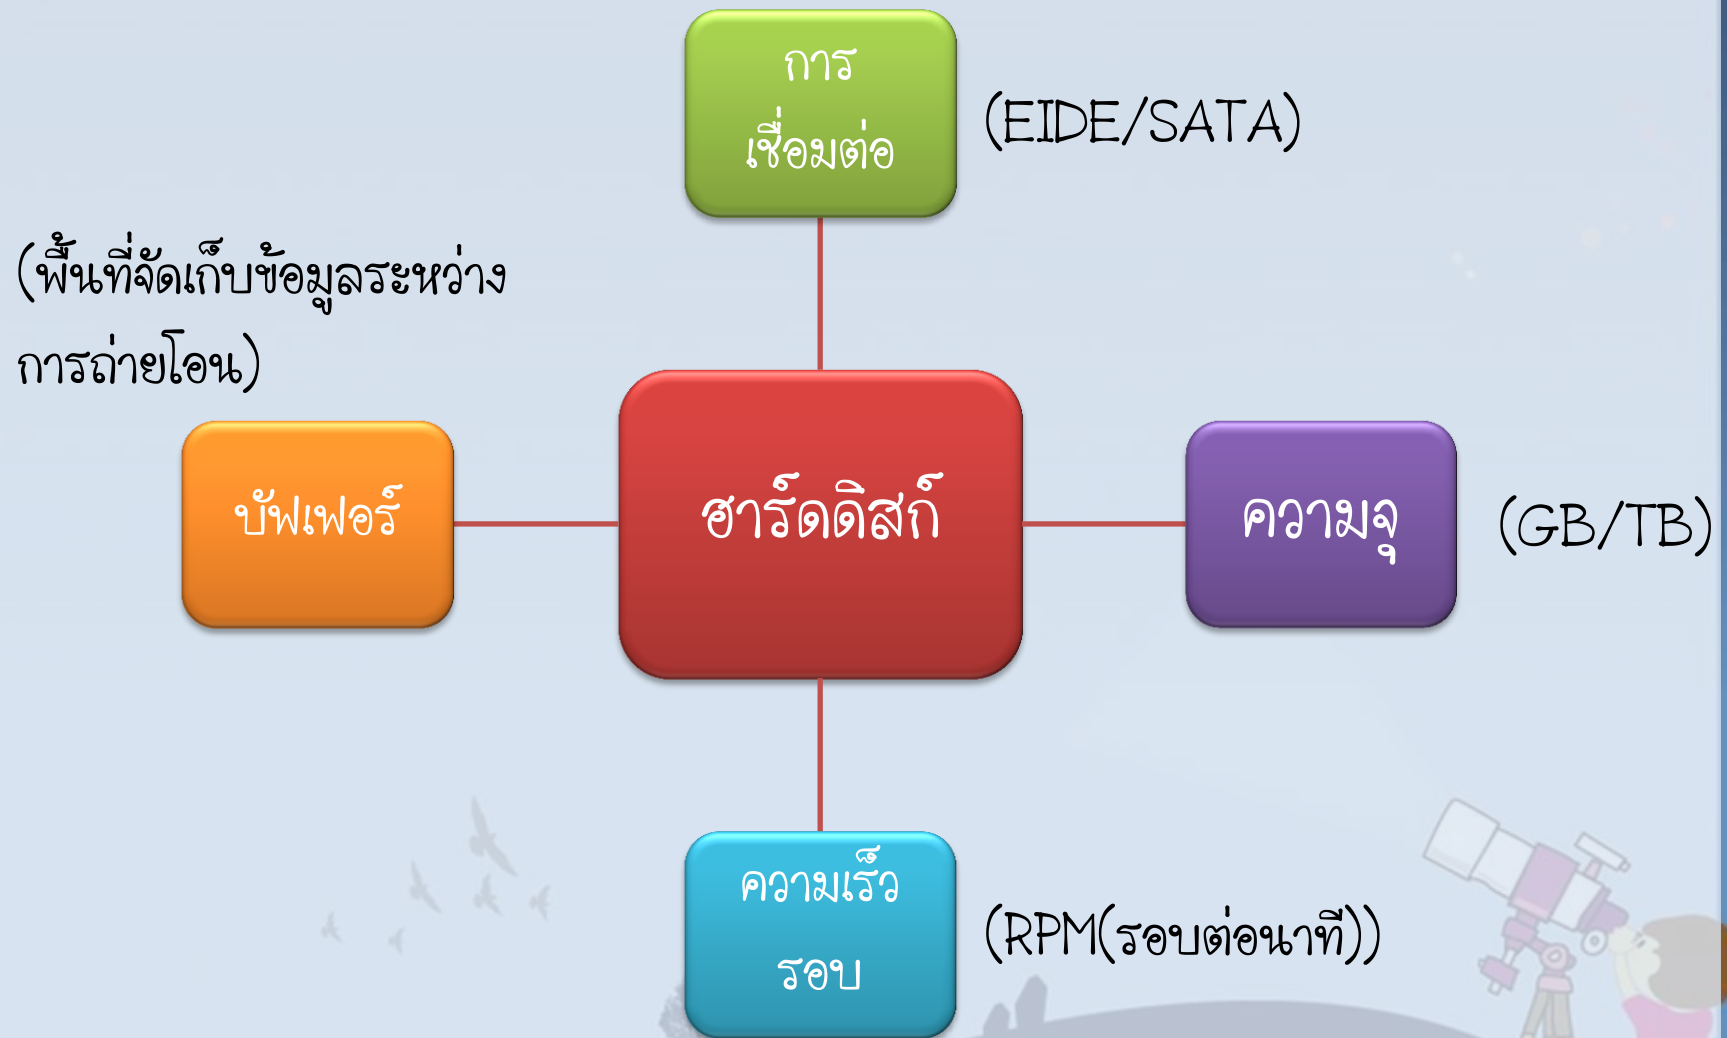 การ
เชื่อมต่อ
(EIDE/SATA)
(พื้นที่จัดเก็บข้อมูลระหว่าง
การถ่ายโอน)
บัฟเฟอร์
ฮาร์ดดิสก์
ความจุ
(GB/TB)
ความเร็ว
รอบ
(RPM(รอบต่อนาที))